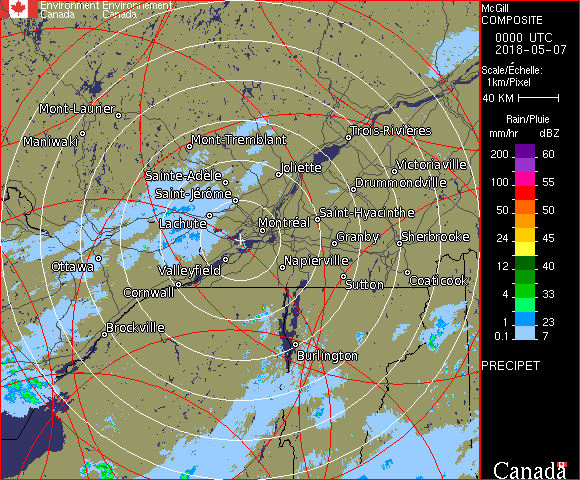 Environment Environnement
Canada Canada
McGill
COMPOSITE
0000 UTC
2018-05-07
Scale/Échelle:
1km/Pixel
40 KM
Rain/Pluie
mm/hr dBZ
200 60
55
100 55
50 50
24 45
12 40
4 33
1 23
0.1 7
PRECIPET
Canada
Mont-Laurier
Maniwaki
Mont-Tremblant
Trois-Rivières
Joliette
Victoriaville
Sainte-Adèle
Drummondville
Saint-Jérôme
Saint-Hyacinthe
Lachute
Montréal
Granby
Sherbrooke
Ottawa
Valleyfield
Napierville
Coaticook
Cornwall
Sutton
Brockville
Burlington